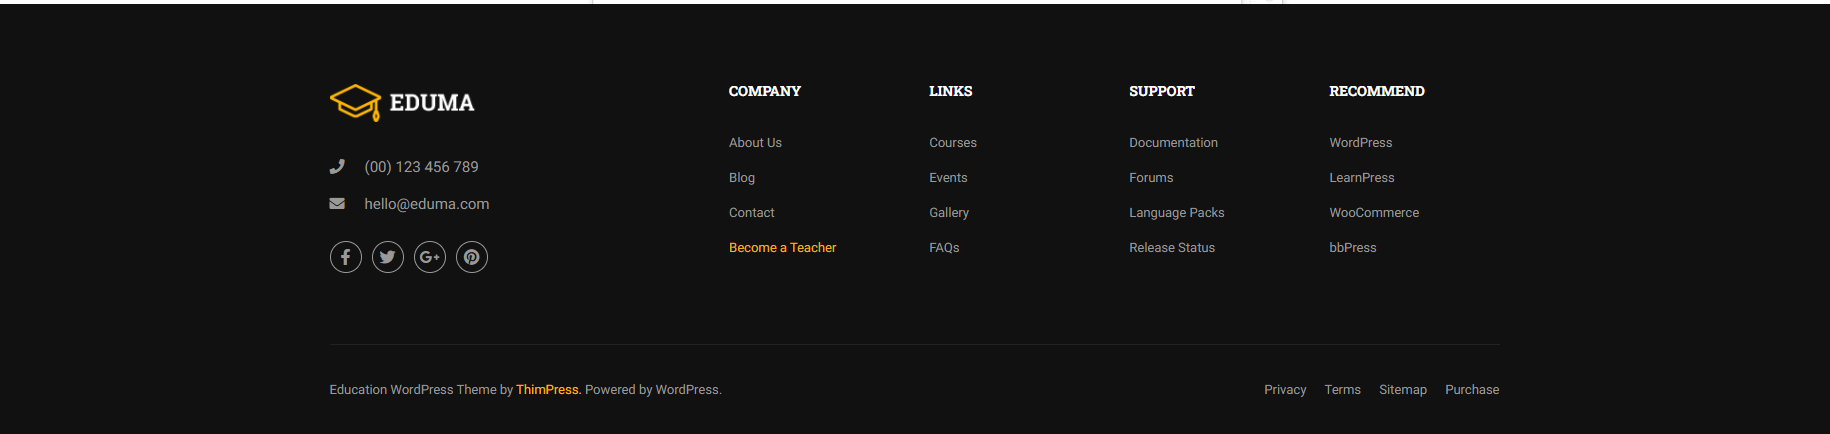 EDUMA
(00) 123 456 789
hello@eduma.com
COMPANY
About Us
Blog
Contact
Become a Teacher
LINKS
Courses
Events
Gallery
FAQs
SUPPORT
Documentation
Forums
Language Packs
Release Status
RECOMMEND
WordPress
LearnPress
WooCommerce
bbPress
Education WordPress Theme by ThimPress. Powered by WordPress.
Privacy Terms Sitemap Purchase